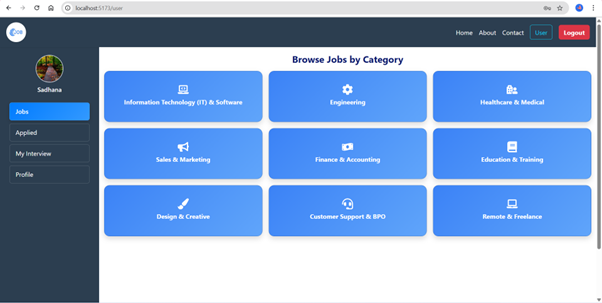 localhost:5173/user
JOB
Home About Contact User Logout
Sadhana
Jobs
Applied
My Interview
Profile
Browse Jobs by Category
Information Technology (IT) & Software
Engineering
Healthcare & Medical
Sales & Marketing
Finance & Accounting
Education & Training
Design & Creative
Customer Support & BPO
Remote & Freelance